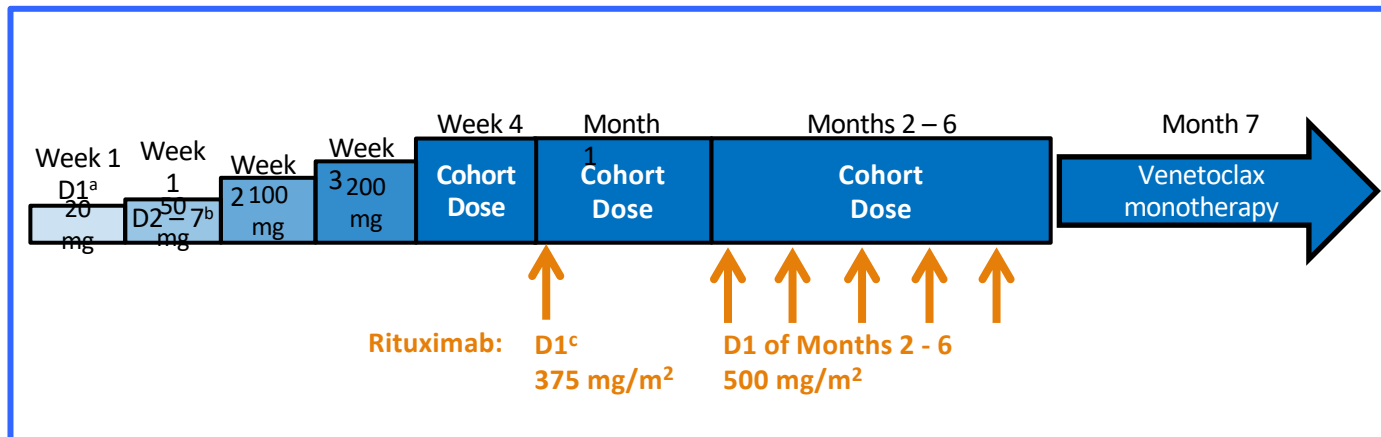 Week 1
D1ᵃ
20
mg
Week
1
D2 – 7ᵇ
50
mg
Week
2
100
mg
Week
3
200
mg
Week 4
Cohort
Dose
Month
1
Cohort
Dose
Months 2 – 6
Cohort
Dose
Month 7
Venetoclax
monotherapy
Rituximab:
D1ᶜ
375 mg/m²
D1 of Months 2 - 6
500 mg/m²